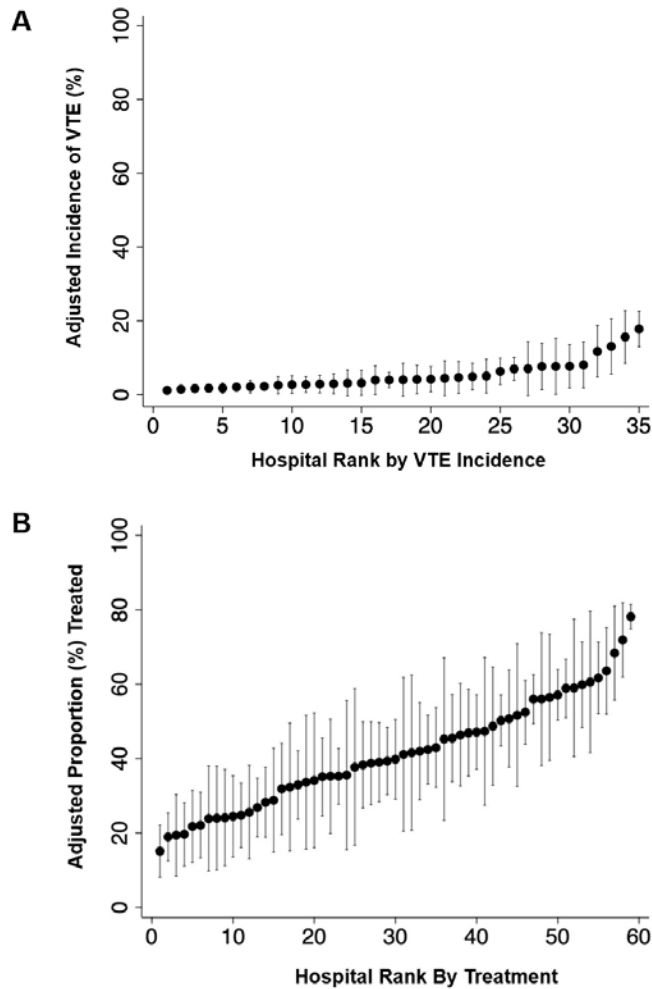 A
Adjusted Incidence of VTE (%)
100
80
60
40
20
0
0 5 10 15 20 25 30 35
Hospital Rank by VTE Incidence
B
Adjusted Proportion (%) Treated
100
80
60
40
20
0
0 10 20 30 40 50 60
Hospital Rank By Treatment